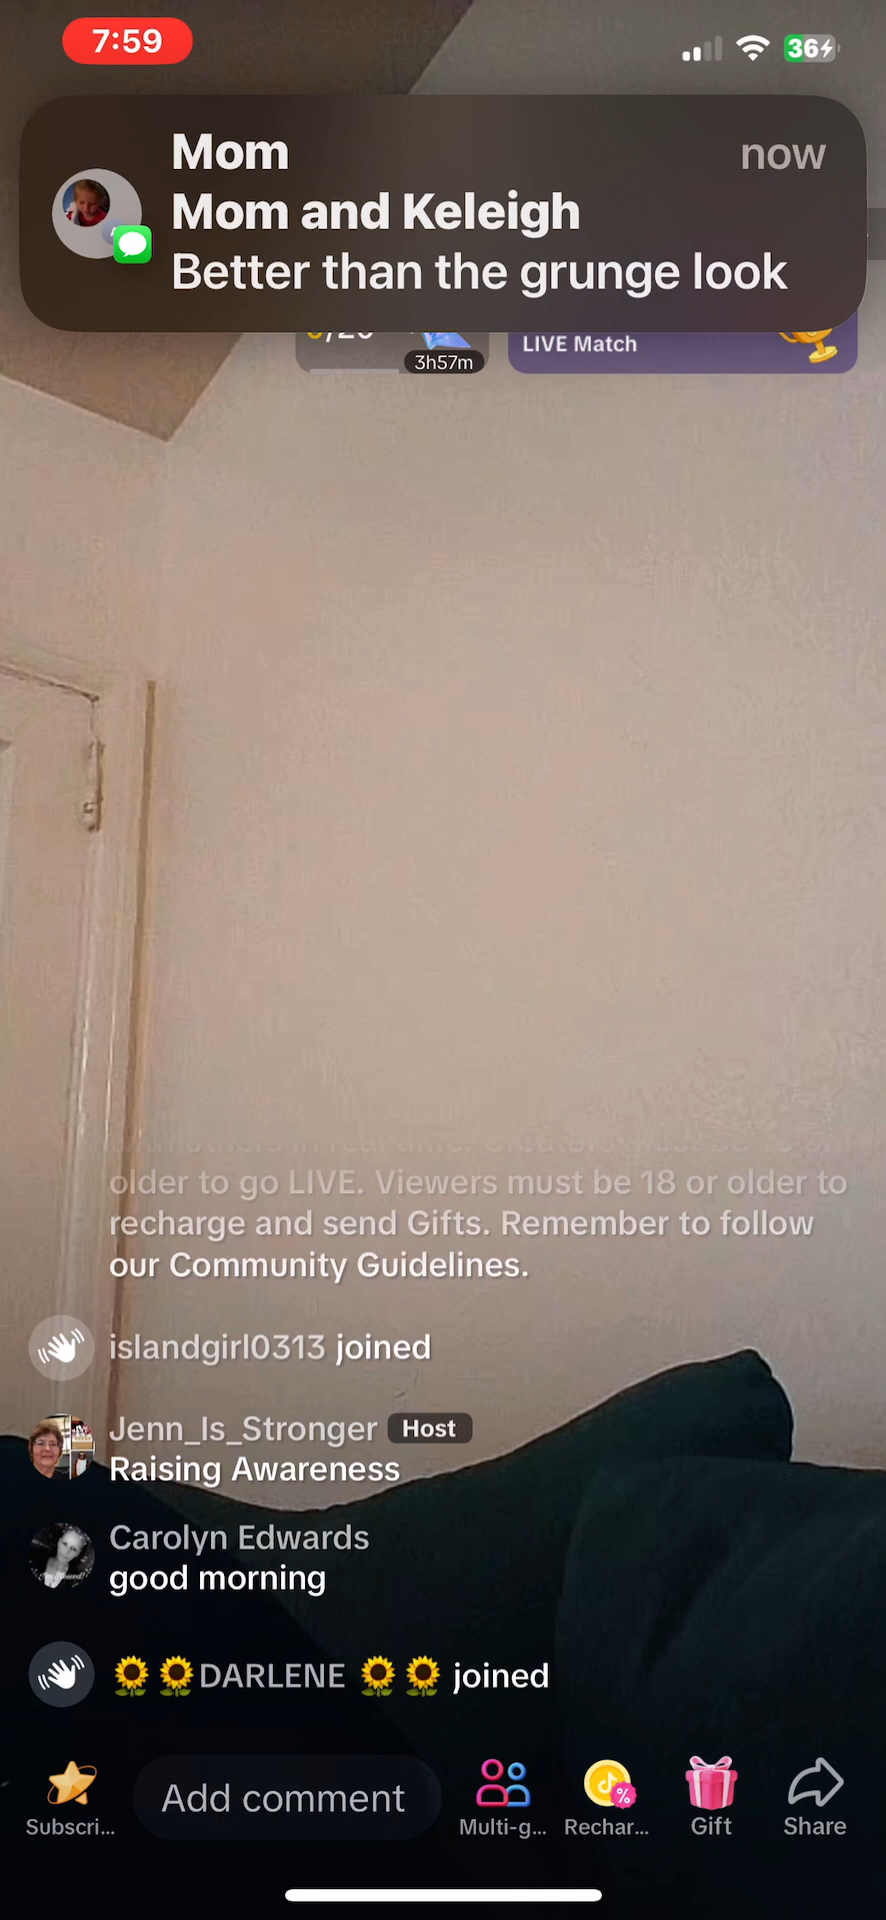 7:59
36
Mom
now
Mom and Keleigh
Better than the grunge look
3h57m
LIVE Match
older to go LIVE. Viewers must be 18 or older to
recharge and send Gifts. Remember to follow
our Community Guidelines.
islandgirl0313 joined
Jenn_Is_Stronger Host
Raising Awareness
Carolyn Edwards
good morning
🌻🌻DARLENE 🌻🌻 joined
Add comment
Subscri...
Multi-g...
Rechar...
Gift
Share